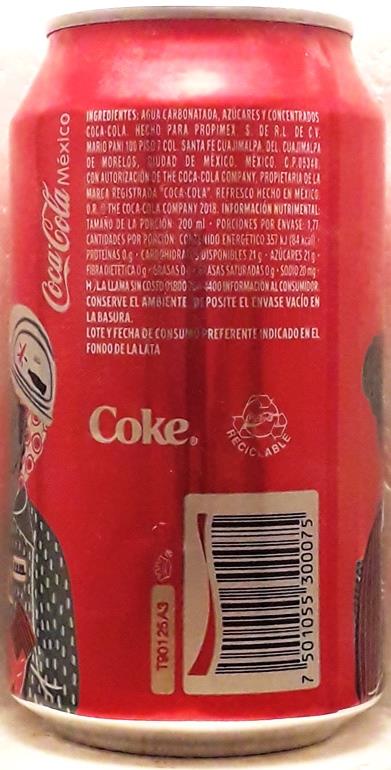 Coca-Cola México
INGREDIENTES: AGUA CARBONATADA, AZÚCARES Y CONCENTRADOS
COCA-COLA. HECHO PARA PROPIMEX S. DE R.L. DE C.V.
MARIO PANI 100 PISO 7 COL. SANTA FE CUAJIMALPA. DEL. CUAJIMALPA
DE MORELOS, CIUDAD DE MÉXICO. MÉXICO. C.P. 05348.
CON AUTORIZACIÓN DE THE COCA-COLA COMPANY, PROPIETARIA DE LA
MARCA REGISTRADA "COCA-COLA". REFRESCO HECHO EN MÉXICO.
D.R. © THE COCA-COLA COMPANY 2018. INFORMACIÓN NUTRIMENTAL:
TAMAÑO DE LA PORCIÓN: 200 ml · PORCIONES POR ENVASE: 1,77
CANTIDADES POR PORCIÓN: CONTENIDO ENERGÉTICO 357 kJ (84 kcal) ·
PROTEÍNAS 0 g · CARBOHIDRATOS DISPONIBLES 21 g · AZÚCARES 21 g ·
FIBRA DIETÉTICA 0 g · GRASAS 0 g · GRASAS SATURADAS 0 g · SODIO 20 mg
LLAMA SIN COSTO 01800 4400 INFORMACIÓN AL CONSUMIDOR.
CONSERVE EL AMBIENTE DEPOSITE EL ENVASE VACÍO EN
LA BASURA.
LOTE Y FECHA DE CONSUMO PREFERENTE INDICADO EN EL
FONDO DE LA LATA
Coke®
RECICLABLE
T90126A3
7 501055 300075